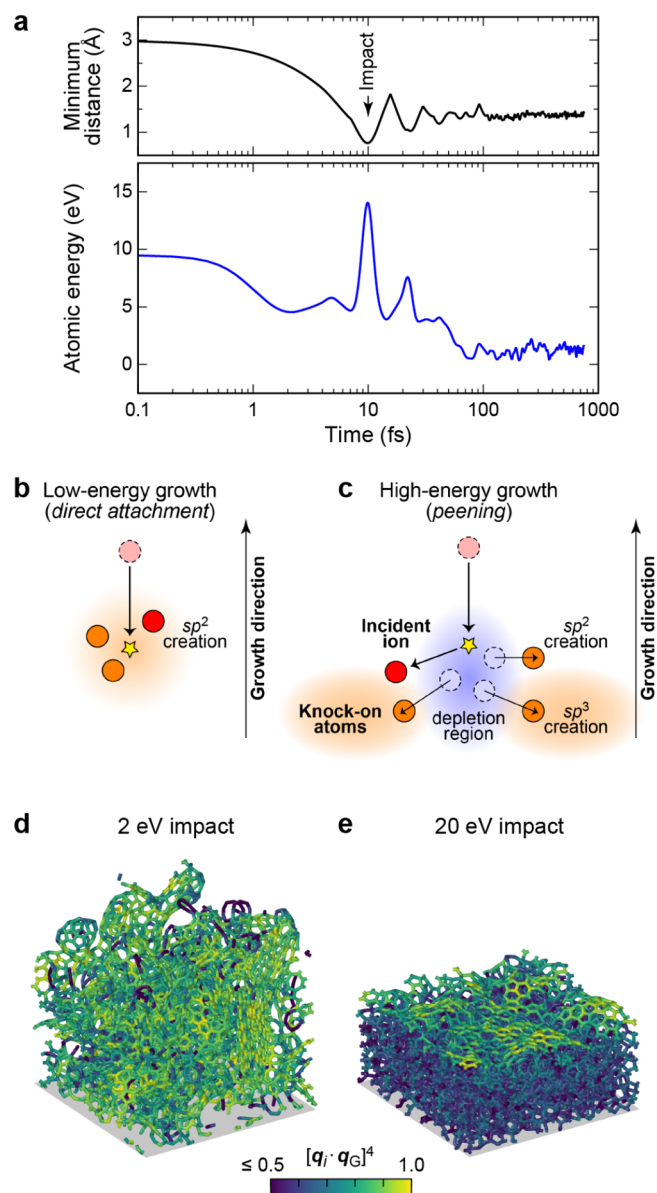 a
Minimum
distance (Å)
3
2
1
Impact
Atomic energy (eV)
15
10
5
0
0.1
1
10
100
1000
Time (fs)
b
Low-energy growth
(direct attachment)
sp²
creation
Growth direction
c
High-energy growth
(peening)
Incident
ion
sp²
creation
Knock-on
atoms
depletion
region
sp³
creation
Growth direction
d
2 eV impact
e
20 eV impact
≤ 0.5
[qᵢ · q_G]⁴
1.0